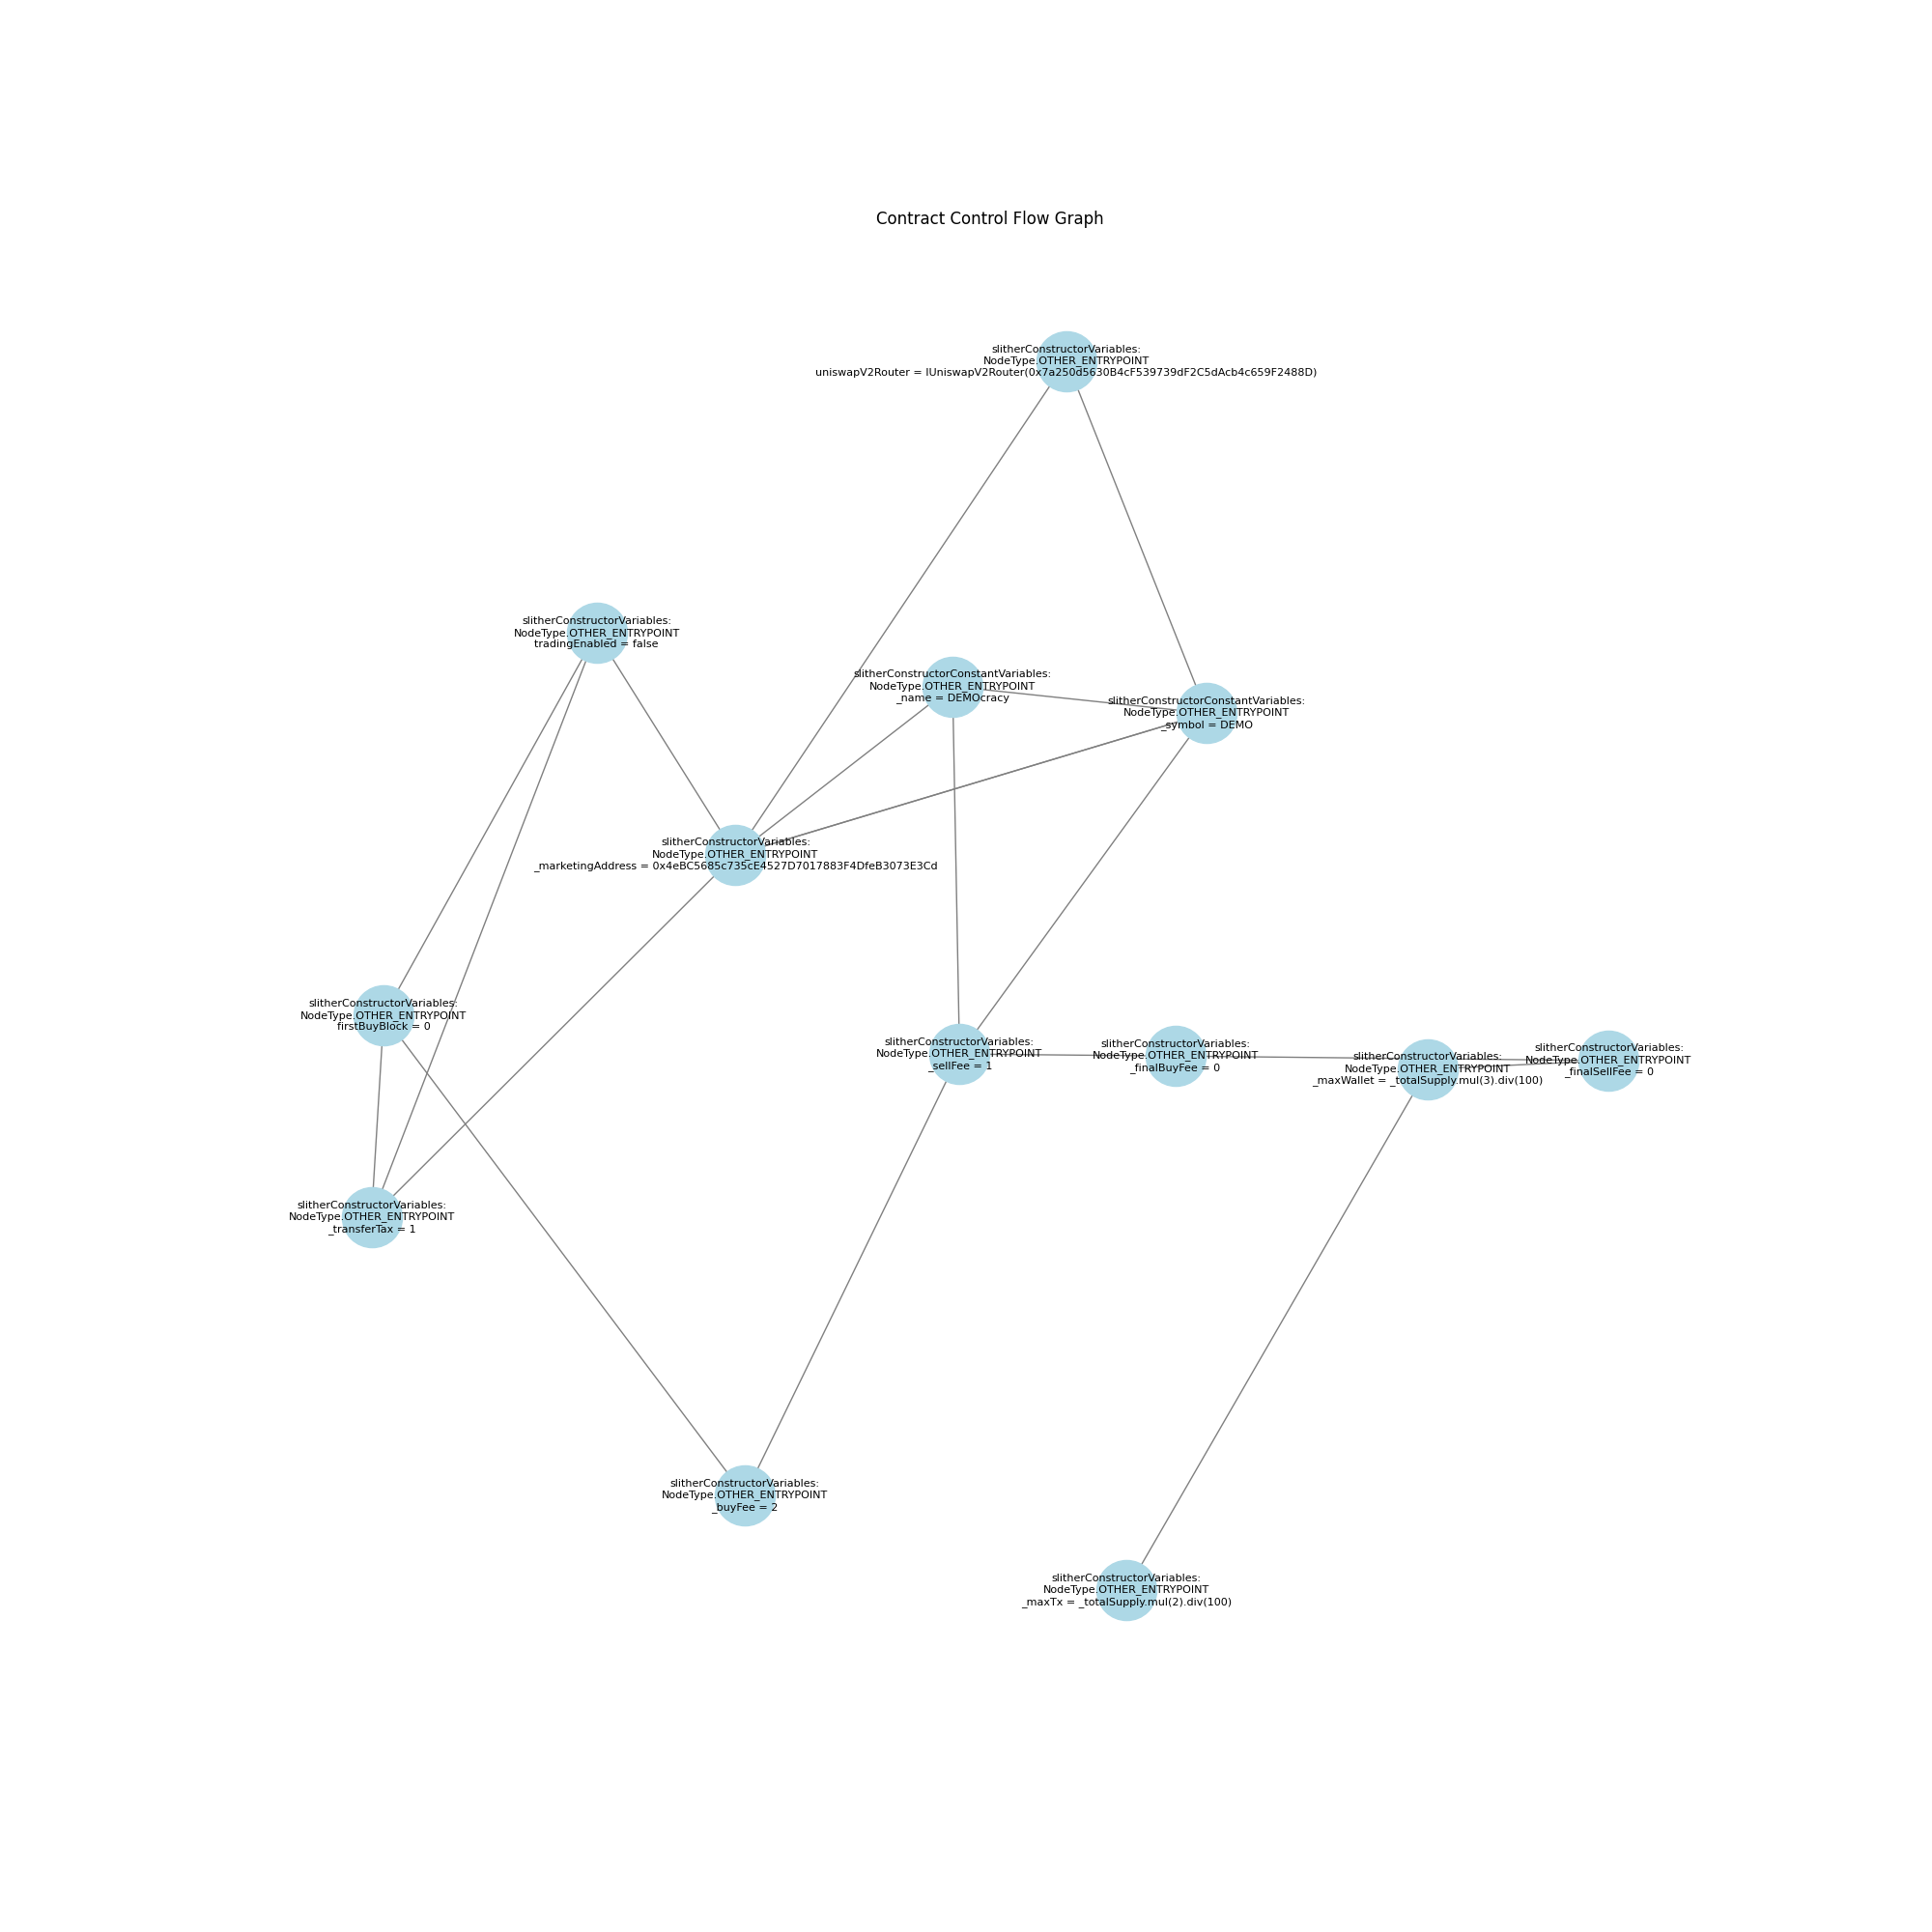 Contract Control Flow Graph
slitherConstructorVariables:
NodeType.OTHER_ENTRYPOINT
uniswapV2Router = IUniswapV2Router(0x7a250d5630B4cF539739dF2C5dAcb4c659F2488D)
slitherConstructorVariables:
NodeType.OTHER_ENTRYPOINT
tradingEnabled = false
slitherConstructorConstantVariables:
NodeType.OTHER_ENTRYPOINT
_name = DEMOcracy
slitherConstructorConstantVariables:
NodeType.OTHER_ENTRYPOINT
_symbol = DEMO
slitherConstructorVariables:
NodeType.OTHER_ENTRYPOINT
_marketingAddress = 0x4eBC5685c735cE4527D7017883F4DfeB3073E3Cd
slitherConstructorVariables:
NodeType.OTHER_ENTRYPOINT
firstBuyBlock = 0
slitherConstructorVariables:
NodeType.OTHER_ENTRYPOINT
_sellFee = 1
slitherConstructorVariables:
NodeType.OTHER_ENTRYPOINT
_finalBuyFee = 0
slitherConstructorVariables:
NodeType.OTHER_ENTRYPOINT
_maxWallet = _totalSupply.mul(3).div(100)
slitherConstructorVariables:
NodeType.OTHER_ENTRYPOINT
_finalSellFee = 0
slitherConstructorVariables:
NodeType.OTHER_ENTRYPOINT
_transferTax = 1
slitherConstructorVariables:
NodeType.OTHER_ENTRYPOINT
_buyFee = 2
slitherConstructorVariables:
NodeType.OTHER_ENTRYPOINT
_maxTx = _totalSupply.mul(2).div(100)